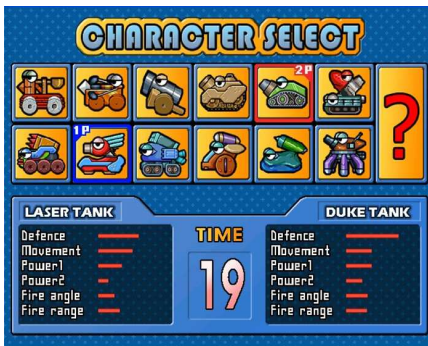 CHARACTER SELECT
2P
?
1P
LASER TANK
DUKE TANK
TIME
19
Defence
Movement
Power1
Power2
Fire angle
Fire range
Defence
Movement
Power1
Power2
Fire angle
Fire range